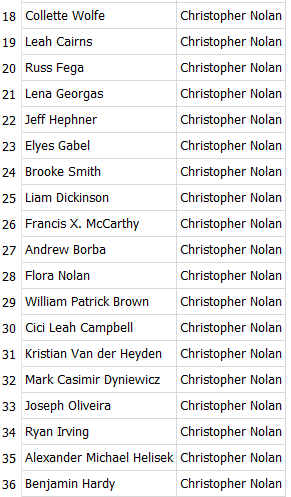 18 Collette Wolfe Christopher Nolan
19 Leah Cairns Christopher Nolan
20 Russ Fega Christopher Nolan
21 Lena Georgas Christopher Nolan
22 Jeff Hephner Christopher Nolan
23 Elyes Gabel Christopher Nolan
24 Brooke Smith Christopher Nolan
25 Liam Dickinson Christopher Nolan
26 Francis X. McCarthy Christopher Nolan
27 Andrew Borba Christopher Nolan
28 Flora Nolan Christopher Nolan
29 William Patrick Brown Christopher Nolan
30 Cici Leah Campbell Christopher Nolan
31 Kristian Van der Heyden Christopher Nolan
32 Mark Casimir Dyniewicz Christopher Nolan
33 Joseph Oliveira Christopher Nolan
34 Ryan Irving Christopher Nolan
35 Alexander Michael Helisek Christopher Nolan
36 Benjamin Hardy Christopher Nolan